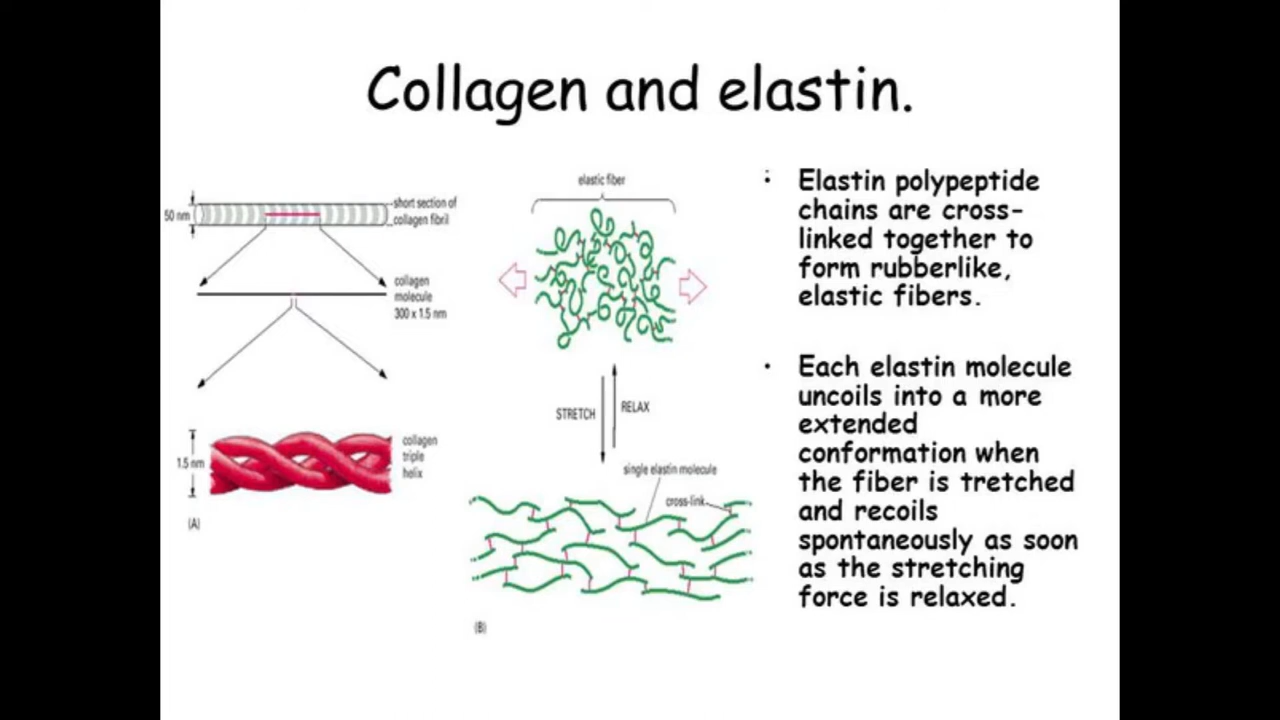 Collagen and elastin.
50 nm
short section of
collagen fibril
collagen
molecule
300 x 1.5 nm
1.5 nm
collagen
triple
helix
(A)
elastic fiber
STRETCH
RELAX
single elastin molecule
cross-link
(B)
• Elastin polypeptide
chains are cross-
linked together to
form rubberlike,
elastic fibers.
• Each elastin molecule
uncoils into a more
extended
conformation when
the fiber is tretched
and recoils
spontaneously as soon
as the stretching
force is relaxed.